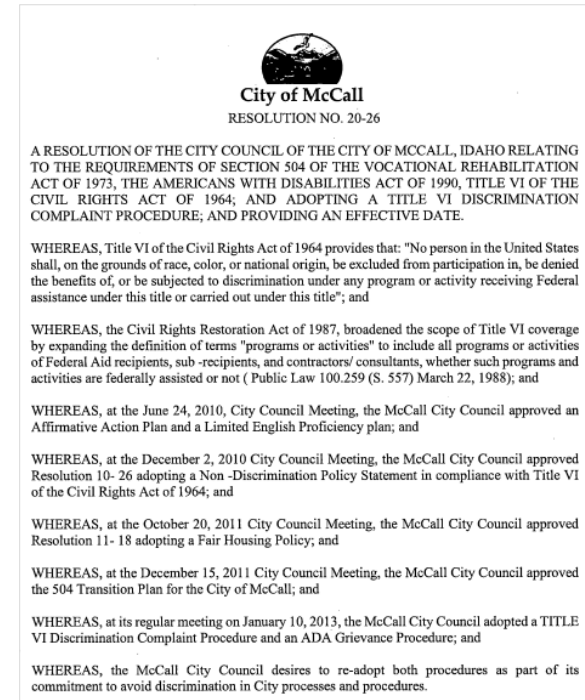 City of McCall
RESOLUTION NO. 20-26
A RESOLUTION OF THE CITY COUNCIL OF THE CITY OF MCCALL, IDAHO RELATING
TO THE REQUIREMENTS OF SECTION 504 OF THE VOCATIONAL REHABILITATION
ACT OF 1973, THE AMERICANS WITH DISABILITIES ACT OF 1990, TITLE VI OF THE
CIVIL RIGHTS ACT OF 1964; AND ADOPTING A TITLE VI DISCRIMINATION
COMPLAINT PROCEDURE; AND PROVIDING AN EFFECTIVE DATE.
WHEREAS, Title VI of the Civil Rights Act of 1964 provides that: "No person in the United States
shall, on the grounds of race, color, or national origin, be excluded from participation in, be denied
the benefits of, or be subjected to discrimination under any program or activity receiving Federal
assistance under this title or carried out under this title"; and
WHEREAS, the Civil Rights Restoration Act of 1987, broadened the scope of Title VI coverage
by expanding the definition of terms "programs or activities" to include all programs or activities
of Federal Aid recipients, sub -recipients, and contractors/ consultants, whether such programs and
activities are federally assisted or not ( Public Law 100.259 (S. 557) March 22, 1988); and
WHEREAS, at the June 24, 2010, City Council Meeting, the McCall City Council approved an
Affirmative Action Plan and a Limited English Proficiency plan; and
WHEREAS, at the December 2, 2010 City Council Meeting, the McCall City Council approved
Resolution 10- 26 adopting a Non -Discrimination Policy Statement in compliance with Title VI
of the Civil Rights Act of 1964; and
WHEREAS, at the October 20, 2011 City Council Meeting, the McCall City Council approved
Resolution 11- 18 adopting a Fair Housing Policy; and
WHEREAS, at the December 15, 2011 City Council Meeting, the McCall City Council approved
the 504 Transition Plan for the City of McCall; and
WHEREAS, at its regular meeting on January 10, 2013, the McCall City Council adopted a TITLE
VI Discrimination Complaint Procedure and an ADA Grievance Procedure; and
WHEREAS, the McCall City Council desires to re-adopt both procedures as part of its
commitment to avoid discrimination in City processes and procedures.